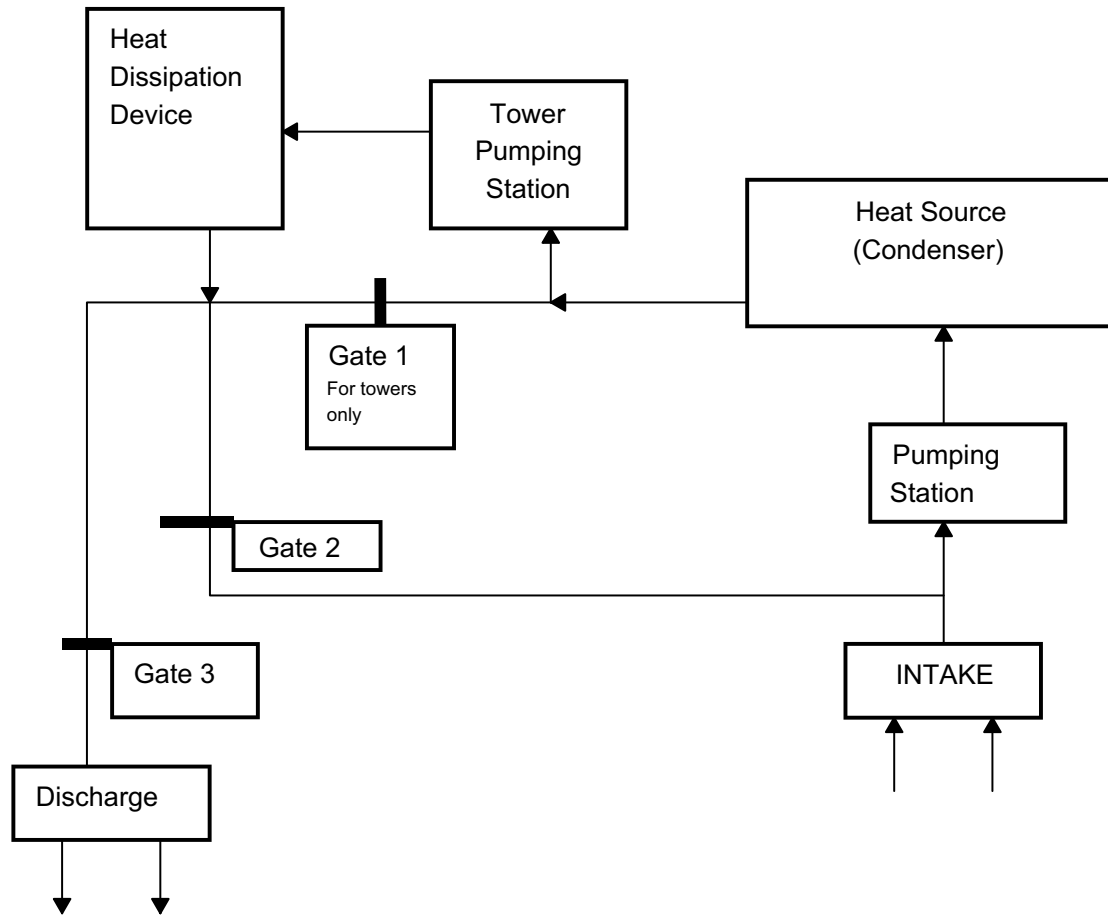 Heat
Dissipation
Device
Tower
Pumping
Station
Heat Source
(Condenser)
Gate 1
For towers
only
Pumping
Station
Gate 2
Gate 3
INTAKE
Discharge